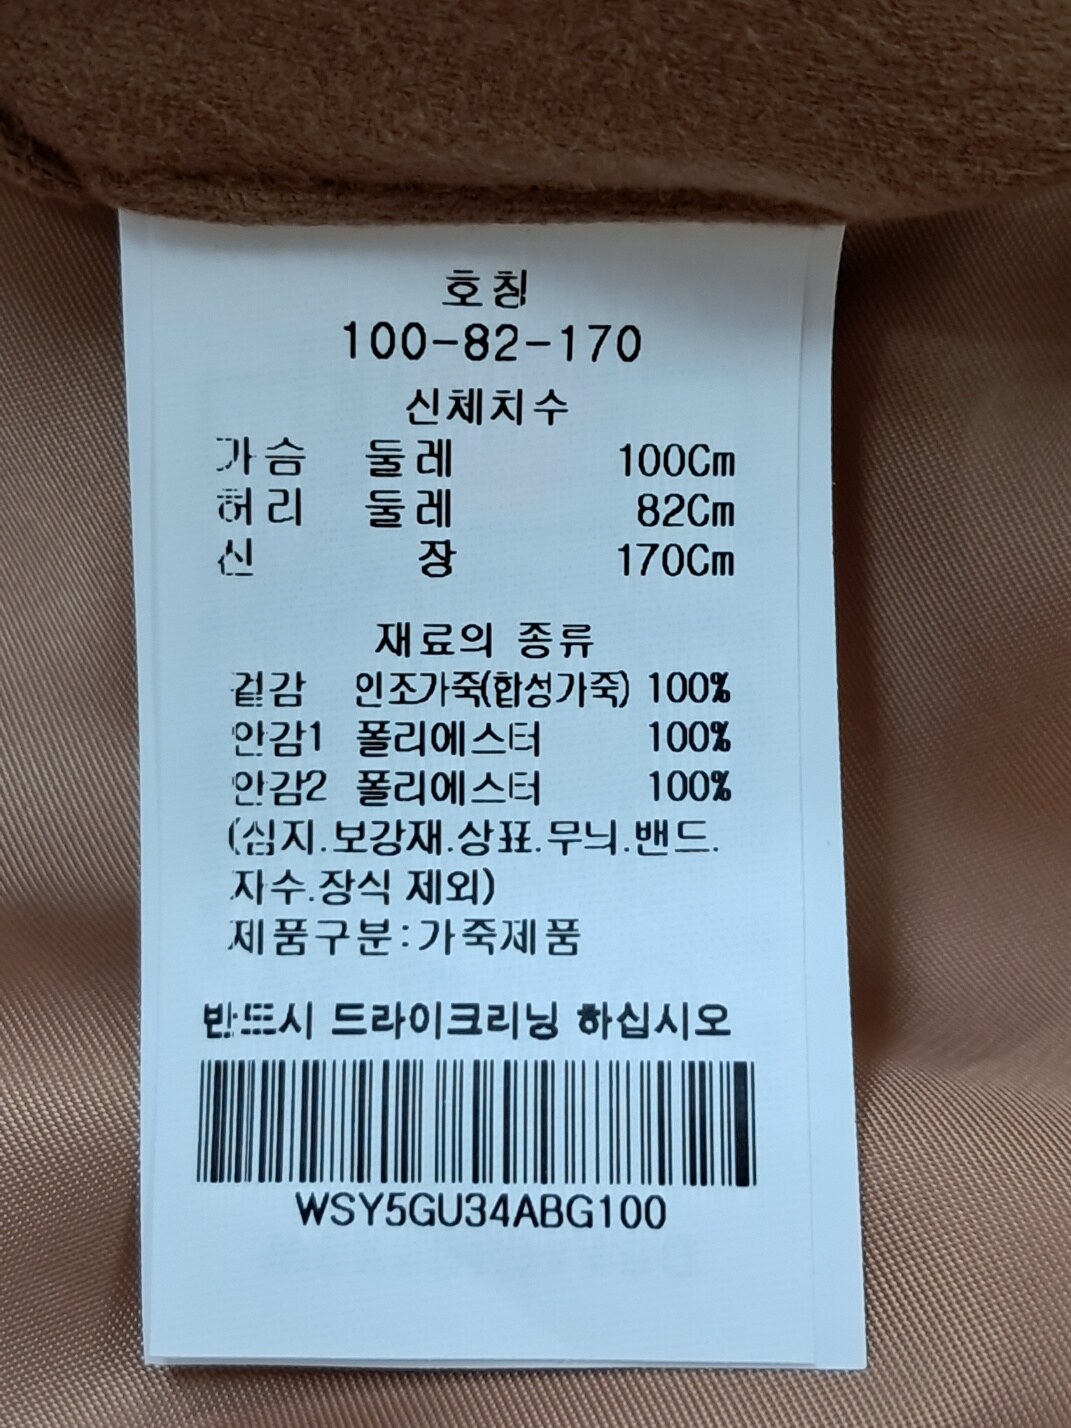 호칭
100-82-170
신체치수
가슴 둘레 100Cm
허리 둘레 82Cm
신 장 170Cm
재료의 종류
겉감 인조가죽(합성가죽) 100%
안감1 폴리에스터 100%
안감2 폴리에스터 100%
(심지.보강재.상표.무늬.밴드.
자수.장식 제외)
제품구분:가죽제품
반드시 드라이크리닝 하십시오
WSY5GU34ABG100